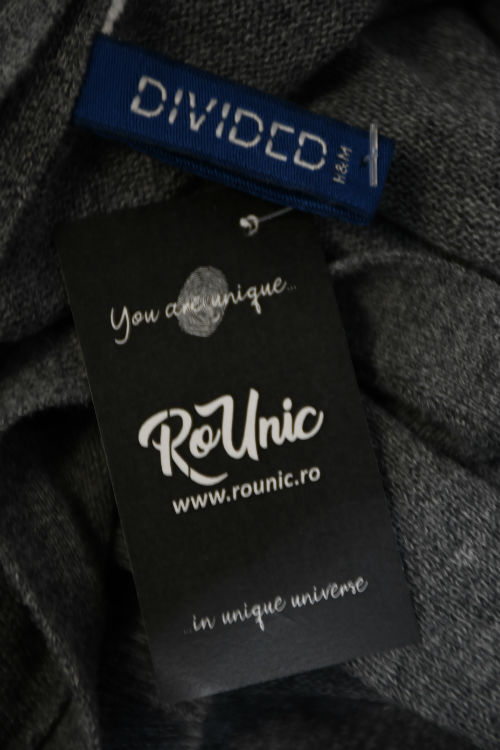 DIVIDED
H&M
You are unique...
RoUnic
www.rounic.ro
...in unique universe